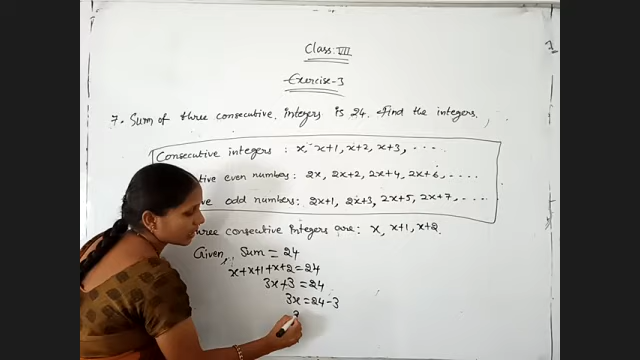 Class: VII
Exercise-3
7. Sum of three consecutive integers is 24. Find the integers.
Consecutive integers : x, x+1, x+2, x+3, ....
tive even numbers : 2x, 2x+2, 2x+4, 2x+6, .....
ve odd numbers : 2x+1, 2x+3, 2x+5, 2x+7, ....
ree consecutive integers are : x, x+1, x+2.
Given, Sum = 24
x+x+1+x+2=24
3x+3 = 24
3x = 24-3